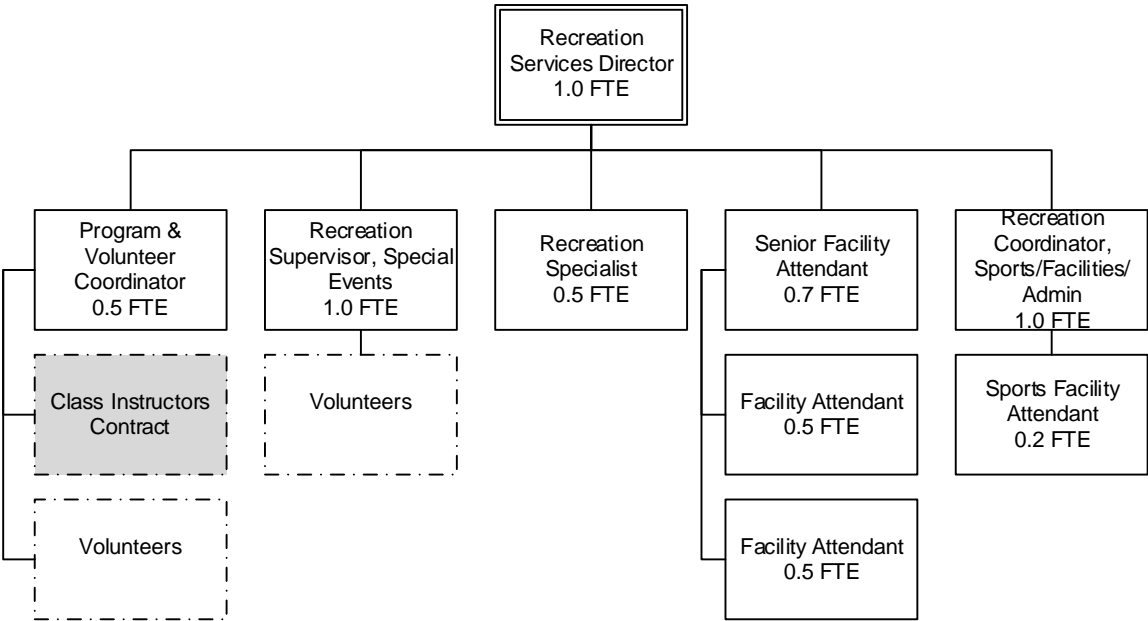 Recreation
Services Director
1.0 FTE
Program &
Volunteer
Coordinator
0.5 FTE
Recreation
Supervisor, Special
Events
1.0 FTE
Recreation
Specialist
0.5 FTE
Senior Facility
Attendant
0.7 FTE
Recreation
Coordinator,
Sports/Facilities/
Admin
1.0 FTE
Class Instructors
Contract
Volunteers
Facility Attendant
0.5 FTE
Sports Facility
Attendant
0.2 FTE
Volunteers
Facility Attendant
0.5 FTE